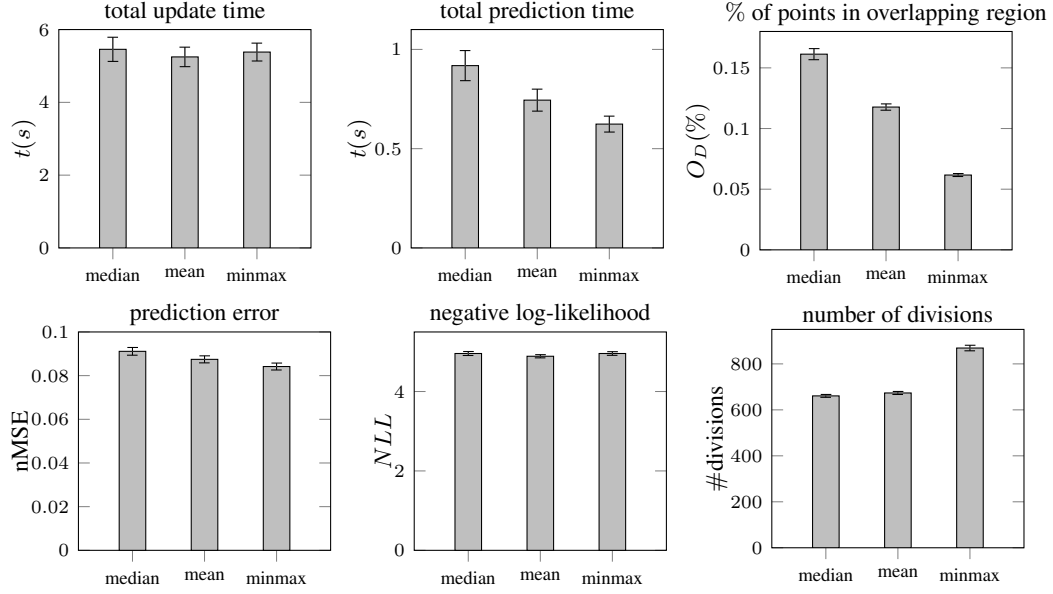 total update time
6
4
2
0
t(s)
median
mean
minmax
total prediction time
1
0.5
0
t(s)
median
mean
minmax
% of points in overlapping region
0.15
0.1
0.05
0
O_D(%)
median
mean
minmax
prediction error
0.1
0.08
0.06
0.04
0.02
0
nMSE
median
mean
minmax
negative log-likelihood
4
2
0
NLL
median
mean
minmax
number of divisions
800
600
400
200
0
#divisions
median
mean
minmax